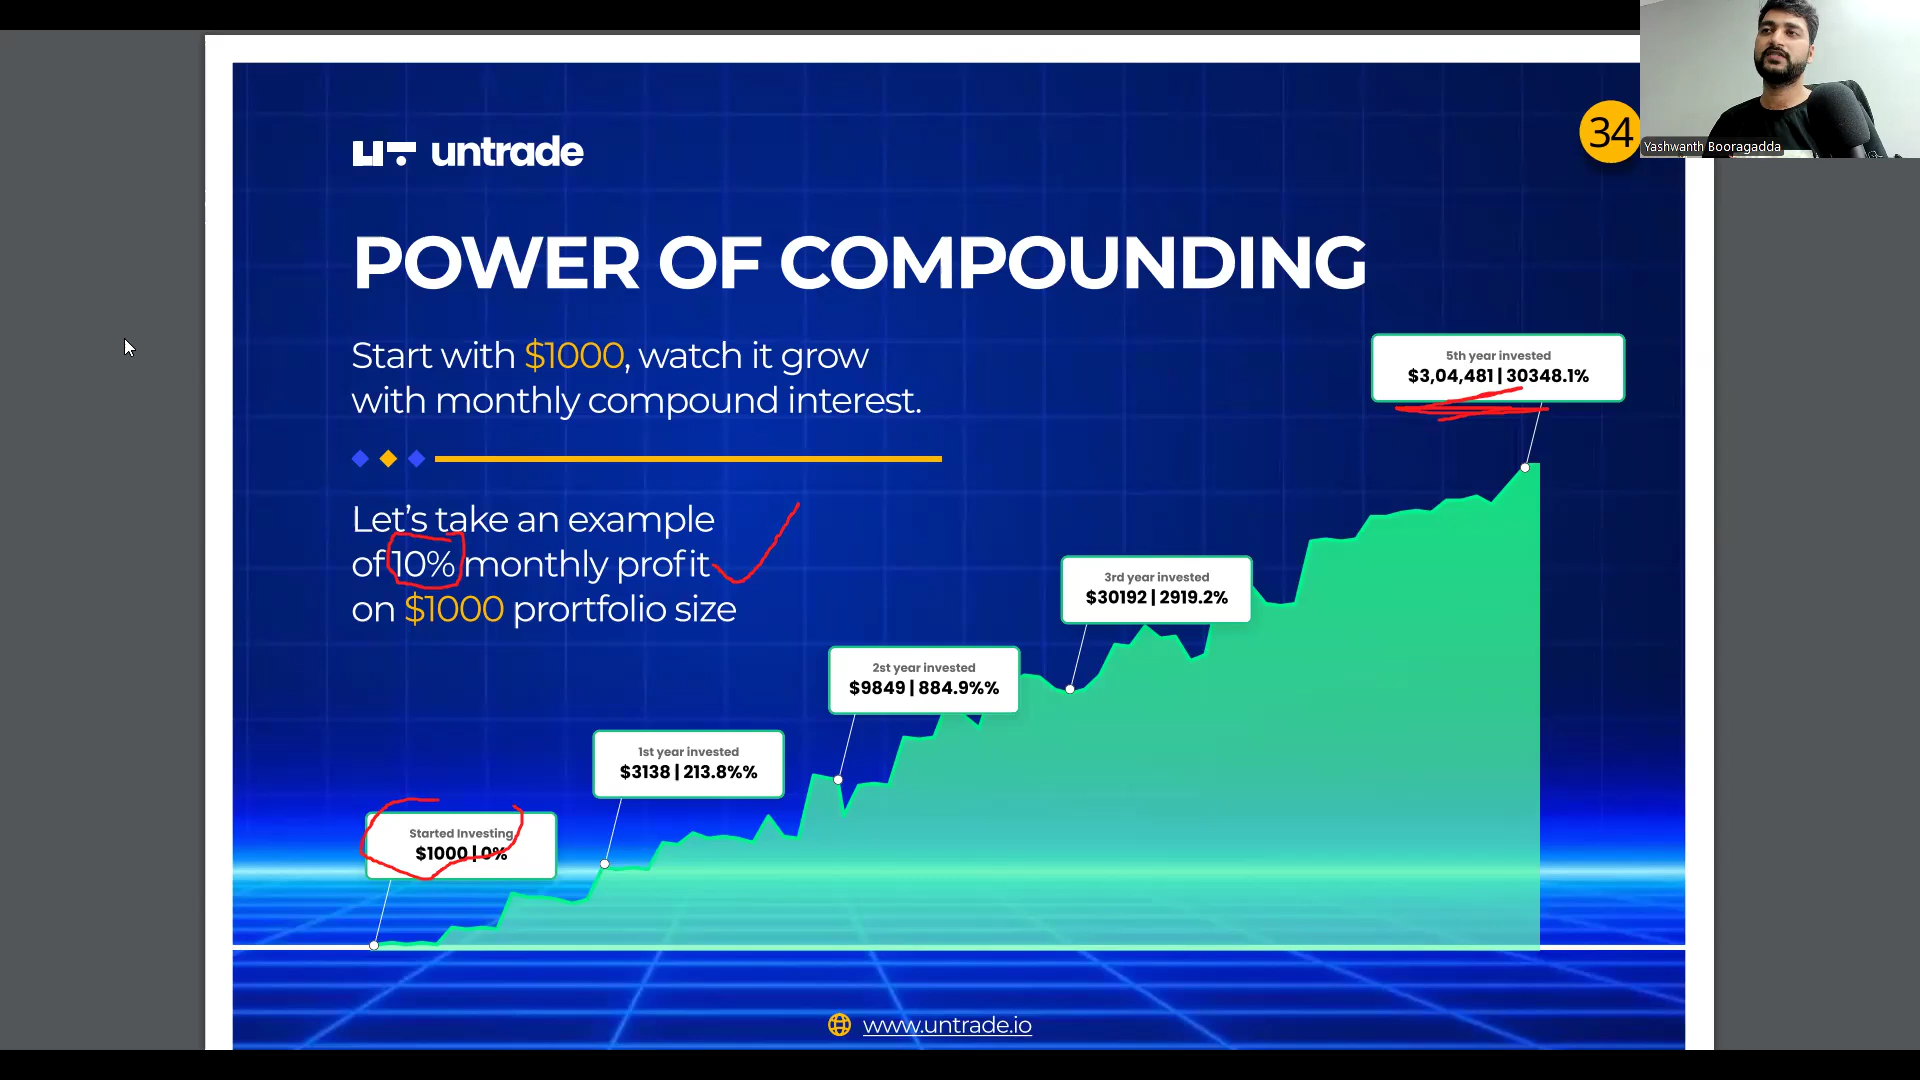 untrade
34
Yashwanth Booragadda
POWER OF COMPOUNDING
Start with $1000, watch it grow
with monthly compound interest.
5th year invested
$3,04,481 | 30348.1%
Let's take an example
of 10% monthly profit
on $1000 prortfolio size
3rd year invested
$30192 | 2919.2%
2st year invested
$9849 | 884.9%%
1st year invested
$3138 | 213.8%%
Started Investing
$1000 | 0%
www.untrade.io